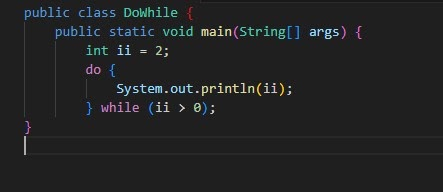 public class DoWhile {
    public static void main(String[] args) {
        int ii = 2;
        do {
            System.out.println(ii);
        } while (ii > 0);
}